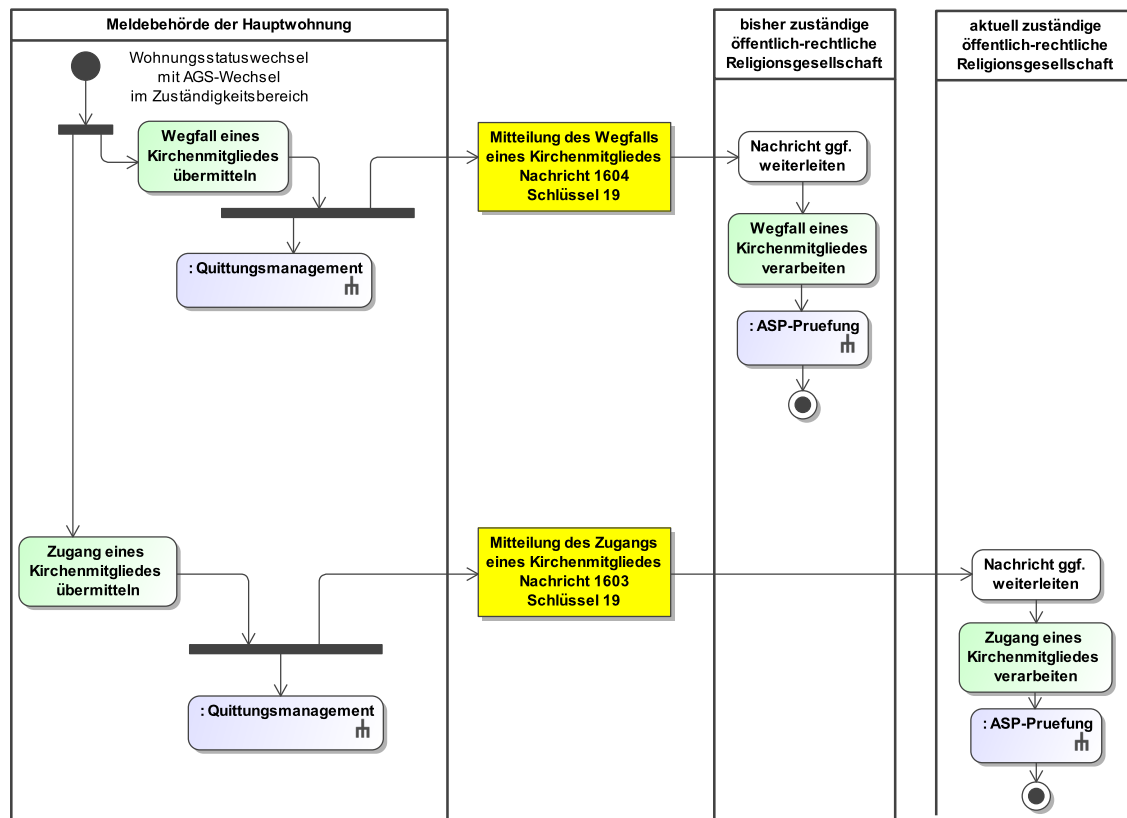 Meldebehörde der Hauptwohnung
bisher zuständige
öffentlich-rechtliche
Religionsgesellschaft
aktuell zuständige
öffentlich-rechtliche
Religionsgesellschaft
Wohnungsstatuswechsel
mit AGS-Wechsel
im Zuständigkeitsbereich
Wegfall eines
Kirchenmitgliedes
übermitteln
Mitteilung des Wegfalls
eines Kirchenmitgliedes
Nachricht 1604
Schlüssel 19
Nachricht ggf.
weiterleiten
: Quittungsmanagement
Wegfall eines
Kirchenmitgliedes
verarbeiten
: ASP-Pruefung
Zugang eines
Kirchenmitgliedes
übermitteln
Mitteilung des Zugangs
eines Kirchenmitgliedes
Nachricht 1603
Schlüssel 19
Nachricht ggf.
weiterleiten
: Quittungsmanagement
Zugang eines
Kirchenmitgliedes
verarbeiten
: ASP-Pruefung